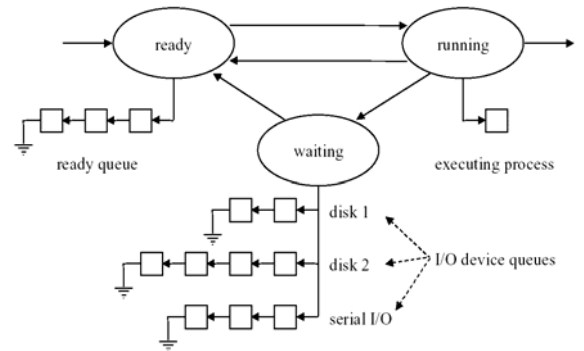 ready
running
ready queue
waiting
executing process
disk 1
disk 2
I/O device queues
serial I/O